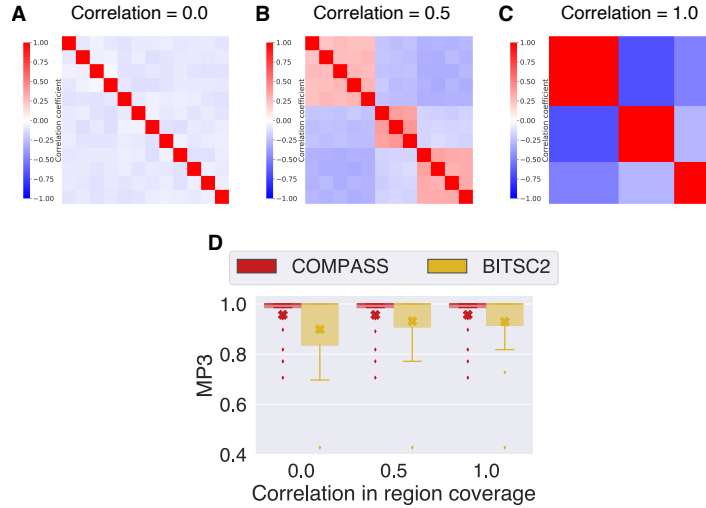 A Correlation = 0.0
B Correlation = 0.5
C Correlation = 1.0
1.00
0.75
0.50
0.25
0.00
−0.25
−0.50
−0.75
−1.00
Correlation coefficient
1.00
0.75
0.50
0.25
0.00
−0.25
−0.50
−0.75
−1.00
Correlation coefficient
1.00
0.75
0.50
0.25
0.00
−0.25
−0.50
−0.75
−1.00
Correlation coefficient
D
COMPASS BITSC2
1.0
0.8
0.6
0.4
MP3
0.0 0.5 1.0
Correlation in region coverage